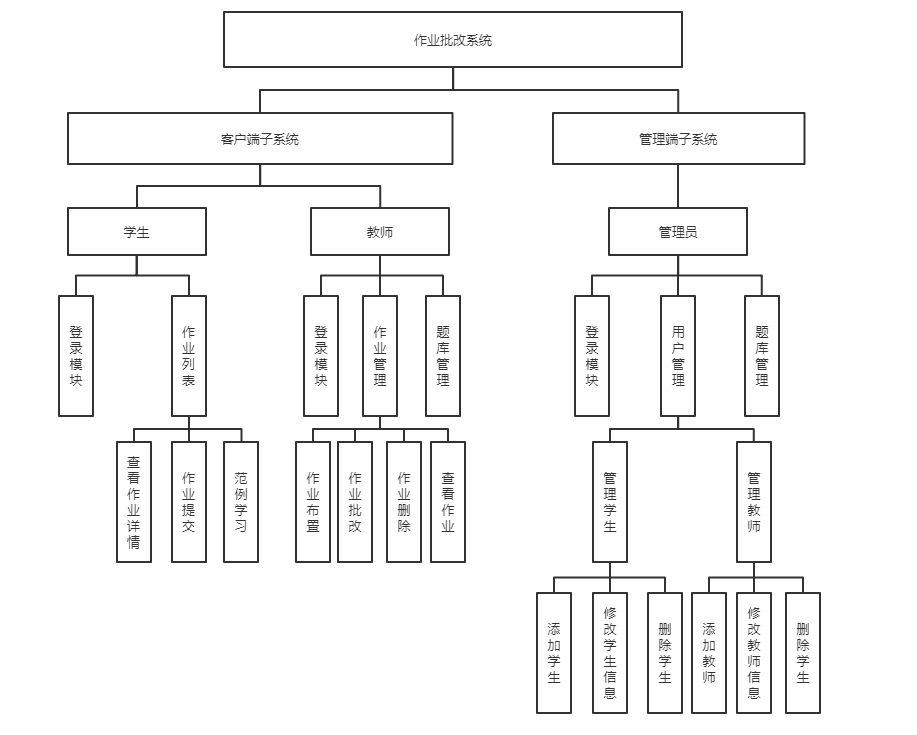 作业批改系统
客户端子系统
管理端子系统
学生
教师
管理员
登录模块
作业列表
登录模块
作业管理
题库管理
登录模块
用户管理
题库管理
查看作业详情
作业提交
范例学习
作业布置
作业批改
作业删除
查看作业
管理学生
管理教师
添加学生
修改学生信息
删除学生
添加教师
修改教师信息
删除学生